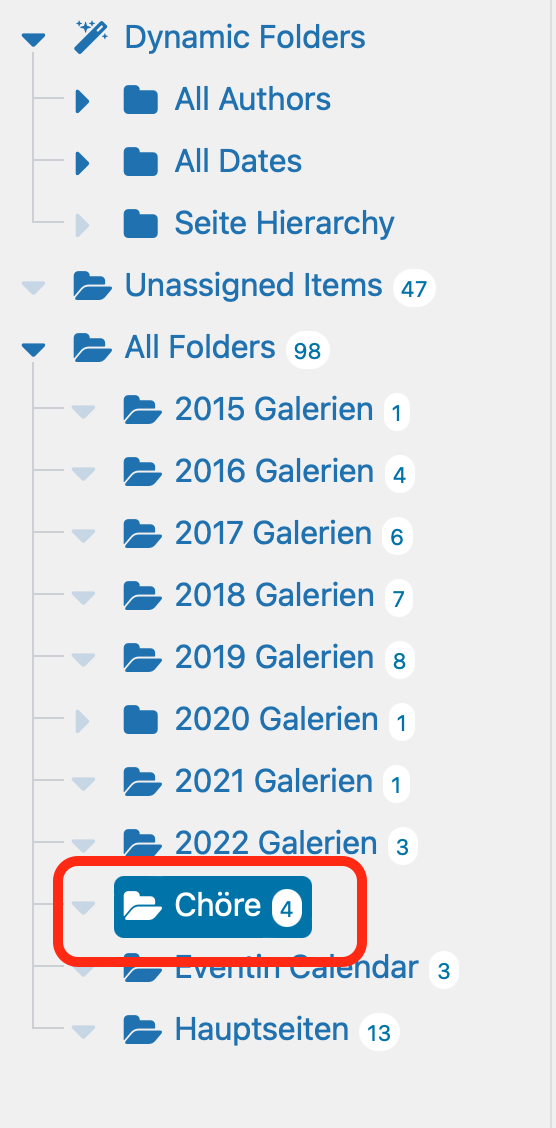 Dynamic Folders
All Authors
All Dates
Seite Hierarchy
Unassigned Items 47
All Folders 98
2015 Galerien 1
2016 Galerien 4
2017 Galerien 6
2018 Galerien 7
2019 Galerien 8
2020 Galerien 1
2021 Galerien 1
2022 Galerien 3
Chöre 4
Eventin Calendar 3
Hauptseiten 13